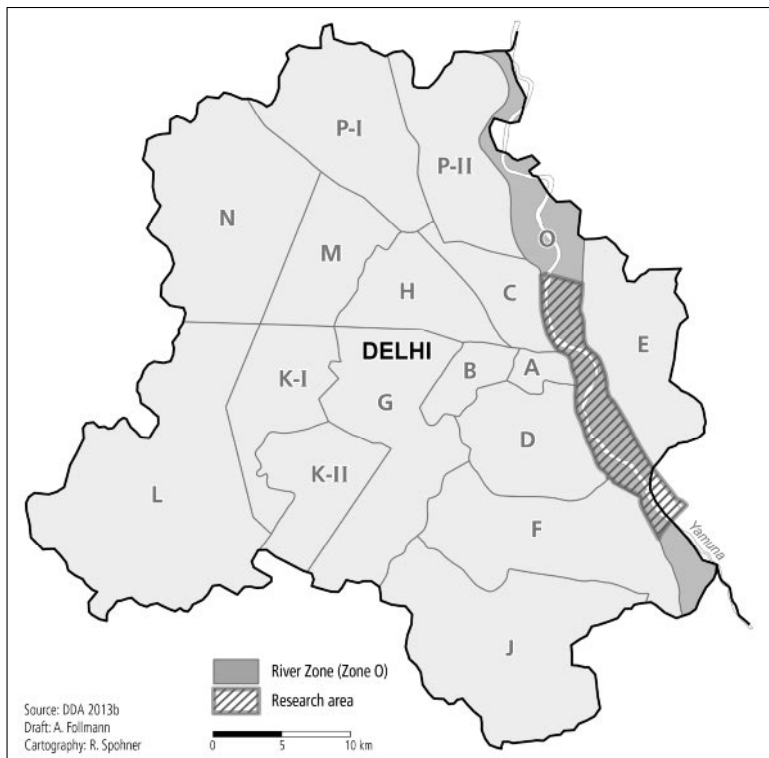 P-I
P-II
N
O
M
H
C
E
DELHI
A
B
K-I
G
D
K-II
L
F
Yamuna
J
River Zone (Zone O)
Research area
Source: DDA 2013b
Draft: A. Follmann
Cartography: R. Spohner
0 5 10 km